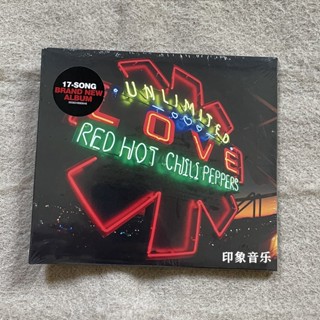 17-SONG
BRAND NEW
ALBUM
UNLIMITED
LOVE
RED HOT CHILI PEPPERS
印象音乐